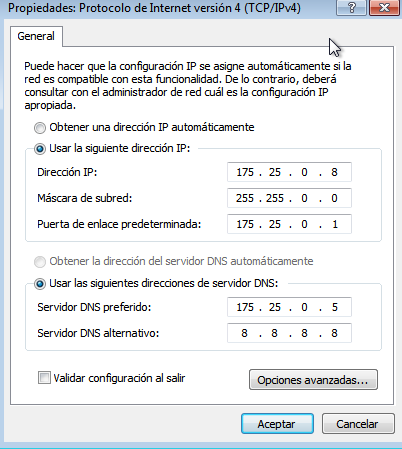 Propiedades: Protocolo de Internet versión 4 (TCP/IPv4)
General
Puede hacer que la configuración IP se asigne automáticamente si la
red es compatible con esta funcionalidad. De lo contrario, deberá
consultar con el administrador de red cuál es la configuración IP
apropiada.
Obtener una dirección IP automáticamente
Usar la siguiente dirección IP:
Dirección IP: 175 . 25 . 0 . 8
Máscara de subred: 255 . 255 . 0 . 0
Puerta de enlace predeterminada: 175 . 25 . 0 . 1
Obtener la dirección del servidor DNS automáticamente
Usar las siguientes direcciones de servidor DNS:
Servidor DNS preferido: 175 . 25 . 0 . 5
Servidor DNS alternativo: 8 . 8 . 8 . 8
Validar configuración al salir
Opciones avanzadas...
Aceptar Cancelar